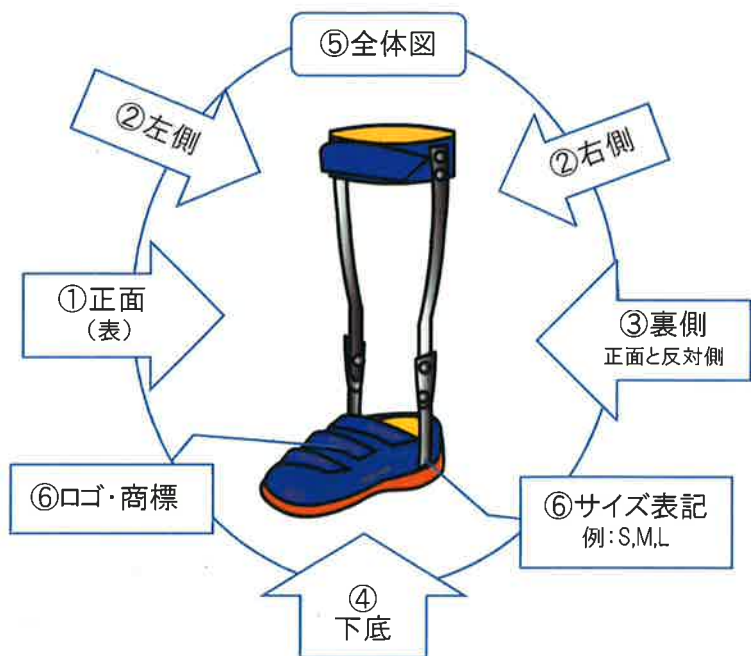 ⑤全体図
②左側
②右側
①正面
（表）
③裏側
正面と反対側
⑥ロゴ・商標
⑥サイズ表記
例：S,M,L
④
下底